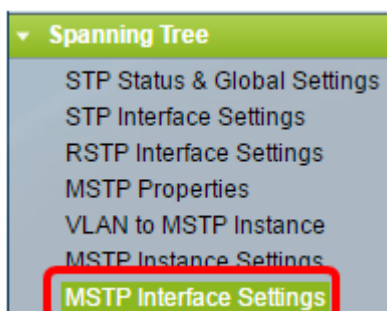 Spanning Tree
STP Status & Global Settings
STP Interface Settings
RSTP Interface Settings
MSTP Properties
VLAN to MSTP Instance
MSTP Instance Settings
MSTP Interface Settings